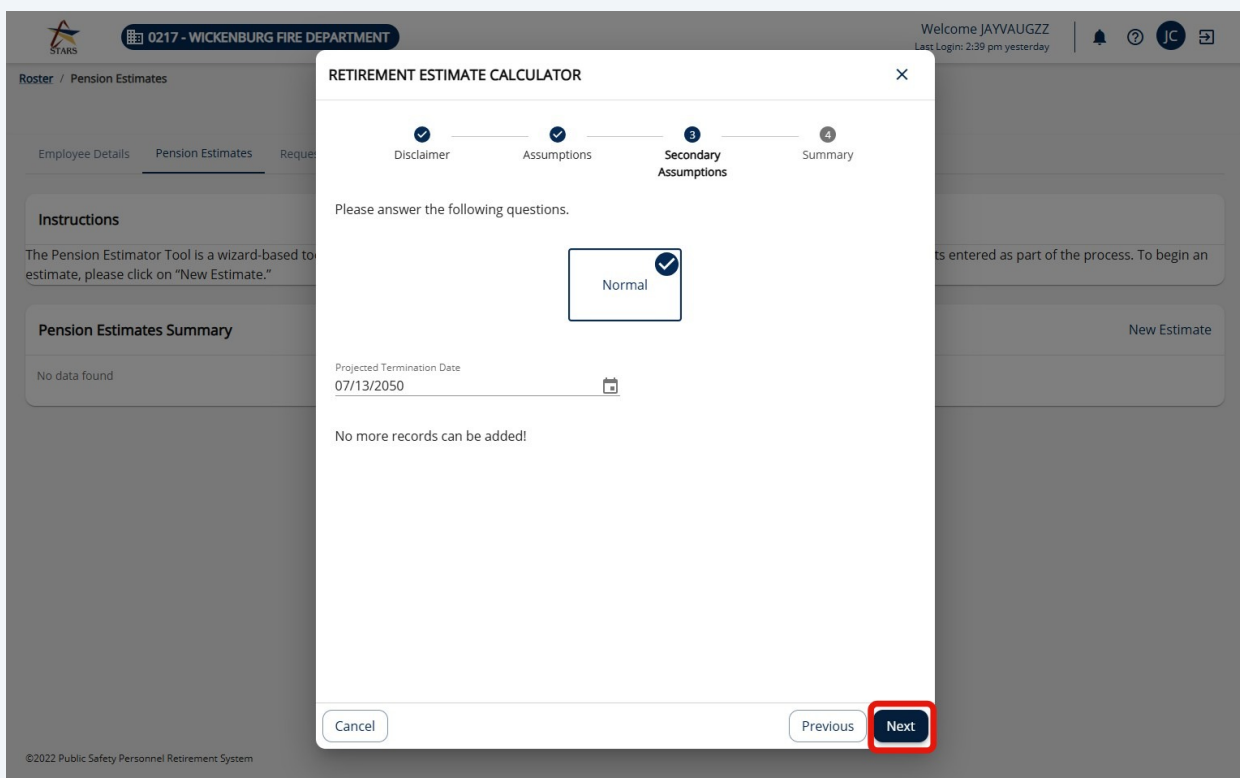 STARS
0217 - WICKENBURG FIRE DEPARTMENT
Welcome JAYVAUGZZ
Last Login: 2:39 pm yesterday
JC
Roster / Pension Estimates
Employee Details Pension Estimates Reques
Instructions
The Pension Estimator Tool is a wizard-based to
ts entered as part of the process. To begin an
estimate, please click on "New Estimate."
Pension Estimates Summary
New Estimate
No data found
RETIREMENT ESTIMATE CALCULATOR
Disclaimer
Assumptions
3
Secondary
Assumptions
4
Summary
Please answer the following questions.
Normal
Projected Termination Date
07/13/2050
No more records can be added!
Cancel
Previous
Next
©2022 Public Safety Personnel Retirement System